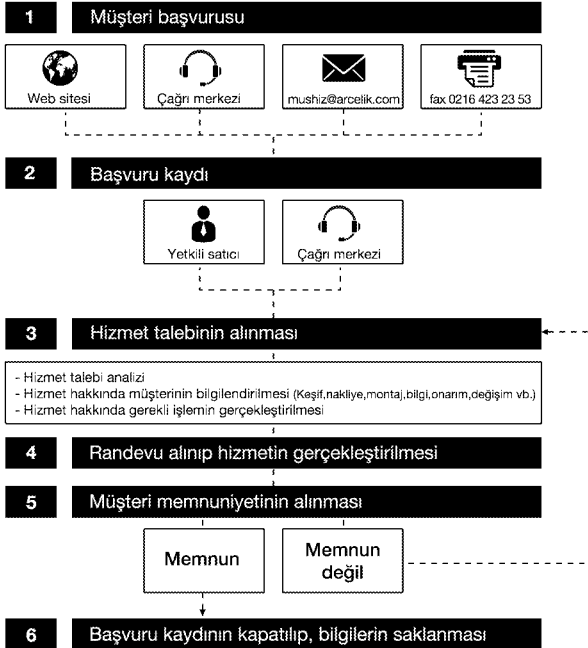 1 Müşteri başvurusu
Web sitesi
Çağrı merkezi
mushiz@arcelik.com
fax 0216 423 23 53
2 Başvuru kaydı
Yetkili satıcı
Çağrı merkezi
3 Hizmet talebinin alınması
- Hizmet talebi analizi
- Hizmet hakkında müşterinin bilgilendirilmesi (Keşif,nakliye,montaj,bilgi,onarım,değişim vb.)
- Hizmet hakkında gerekli işlemin gerçekleştirilmesi
4 Randevu alınıp hizmetin gerçekleştirilmesi
5 Müşteri memnuniyetinin alınması
Memnun
Memnun
değil
6 Başvuru kaydının kapatılıp, bilgilerin saklanması